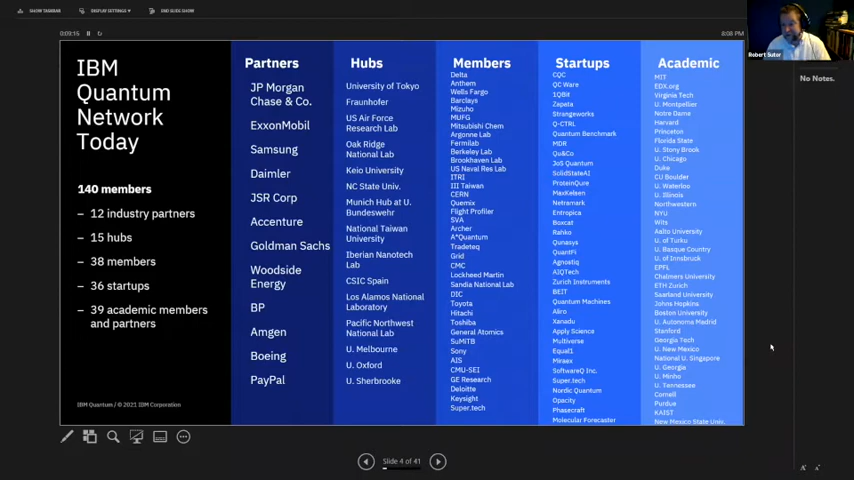 SHOW TASKBAR
DISPLAY SETTINGS ▾
END SLIDE SHOW
0:09:15
8:08 PM
Robert Sutor
No Notes.
IBM
Quantum
Network
Today
140 members
– 12 industry partners
– 15 hubs
– 38 members
– 36 startups
– 39 academic members
and partners
IBM Quantum / © 2021 IBM Corporation
Partners
JP Morgan
Chase & Co.
ExxonMobil
Samsung
Daimler
JSR Corp
Accenture
Goldman Sachs
Woodside
Energy
BP
Amgen
Boeing
PayPal
Hubs
University of Tokyo
Fraunhofer
US Air Force
Research Lab
Oak Ridge
National Lab
Keio University
NC State Univ.
Munich Hub at U.
Bundeswehr
National Taiwan
University
Iberian Nanotech
Lab
CSIC Spain
Los Alamos National
Laboratory
Pacific Northwest
National Lab
U. Melbourne
U. Oxford
U. Sherbrooke
Members
Delta
Anthem
Wells Fargo
Barclays
Mizuho
MUFG
Mitsubishi Chem
Argonne Lab
Fermilab
Berkeley Lab
Brookhaven Lab
US Naval Res Lab
ITRI
III Taiwan
CERN
Quemix
Flight Profiler
SVA
Archer
A*Quantum
Tradeteq
Grid
CMC
Lockheed Martin
Sandia National Lab
DIC
Toyota
Hitachi
Toshiba
General Atomics
SuMiTB
Sony
AIS
CMU-SEI
GE Research
Deloitte
Keysight
Super.tech
Startups
CQC
QC Ware
1QBit
Zapata
Strangeworks
Q-CTRL
Quantum Benchmark
MDR
Qu&Co
JoS Quantum
SolidStateAI
ProteinQure
MaxKelsen
Netramark
Entropica
Boxcat
Rahko
Qunasys
QuantFi
Agnostiq
AIQTech
Zurich Instruments
BEIT
Quantum Machines
Aliro
Xanadu
Apply Science
Multiverse
Equal1
Miraex
SoftwareQ Inc.
Super.tech
Nordic Quantum
Opacity
Phasecraft
Molecular Forecaster
Academic
MIT
EDX.org
Virginia Tech
U. Montpellier
Notre Dame
Harvard
Princeton
Florida State
U. Stony Brook
U. Chicago
Duke
CU Boulder
U. Waterloo
U. Illinois
Northwestern
NYU
Wits
Aalto University
U. of Turku
U. Basque Country
U. of Innsbruck
EPFL
Chalmers University
ETH Zurich
Saarland University
Johns Hopkins
Boston University
U. Autonoma Madrid
Stanford
Georgia Tech
U. New Mexico
National U. Singapore
U. Georgia
U. Minho
U. Tennessee
Cornell
Purdue
KAIST
New Mexico State Univ.
Slide 4 of 41